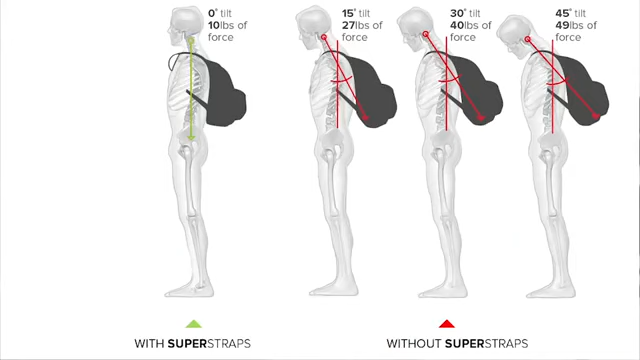 0° tilt
10lbs of
force
15° tilt
27lbs of
force
30° tilt
40lbs of
force
45° tilt
49lbs of
force
WITH SUPERSTRAPS
WITHOUT SUPERSTRAPS